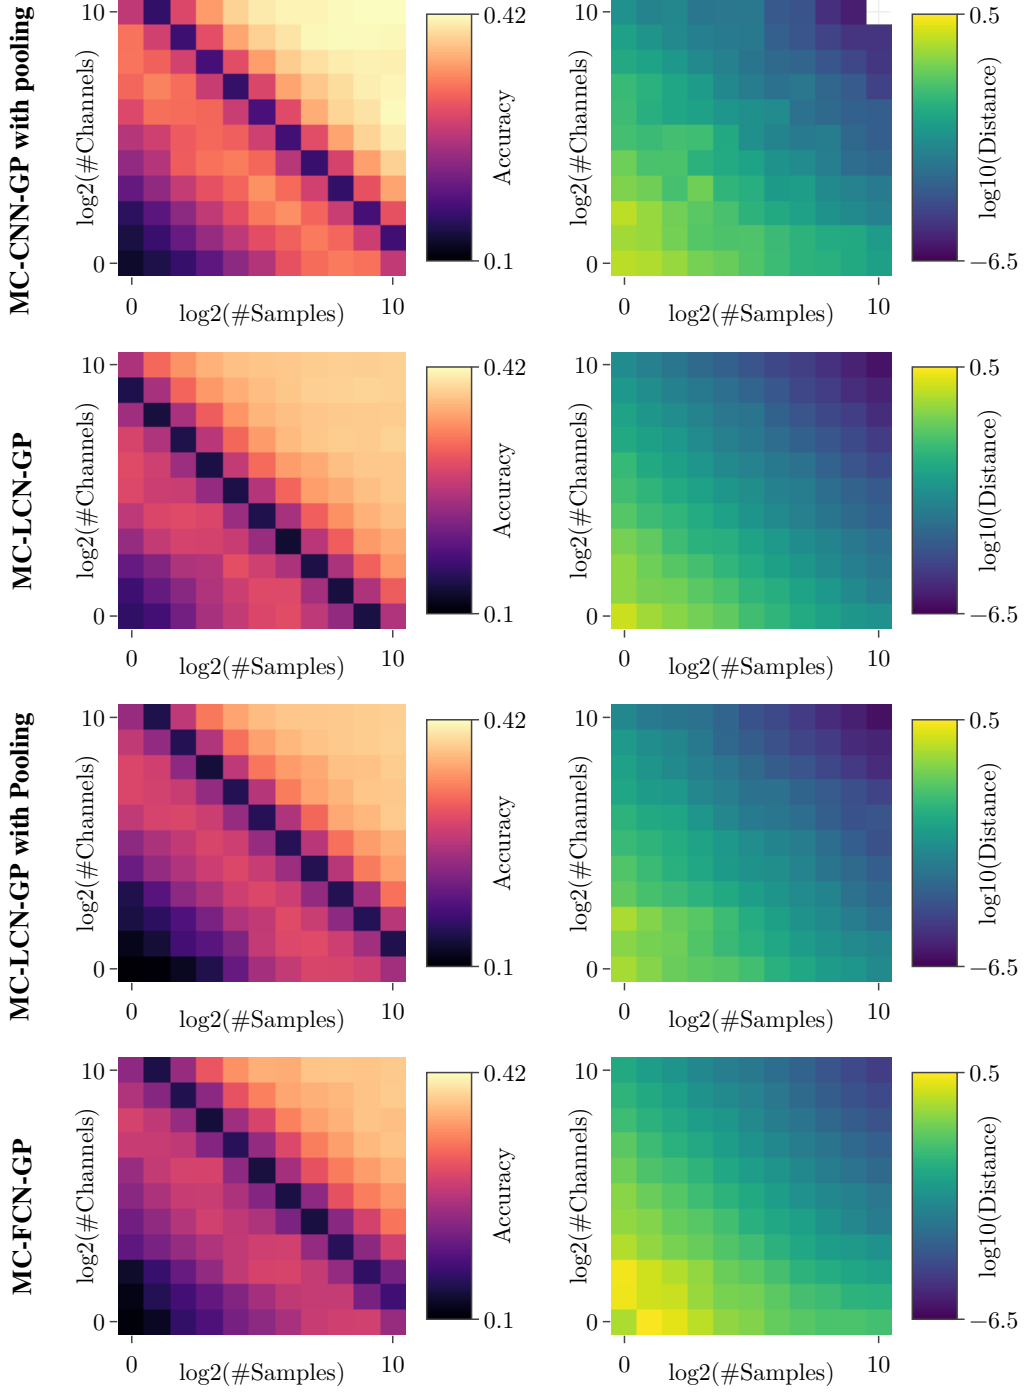 MC-CNN-GP with pooling
log2(#Channels)
10
0
0
10
log2(#Samples)
0.42
0.1
Accuracy
log2(#Channels)
10
0
0
10
log2(#Samples)
0.5
−6.5
log10(Distance)
MC-LCN-GP
log2(#Channels)
10
0
0
10
log2(#Samples)
0.42
0.1
Accuracy
log2(#Channels)
10
0
0
10
log2(#Samples)
0.5
−6.5
log10(Distance)
MC-LCN-GP with Pooling
log2(#Channels)
10
0
0
10
log2(#Samples)
0.42
0.1
Accuracy
log2(#Channels)
10
0
0
10
log2(#Samples)
0.5
−6.5
log10(Distance)
MC-FCN-GP
log2(#Channels)
10
0
0
10
log2(#Samples)
0.42
0.1
Accuracy
log2(#Channels)
10
0
0
10
log2(#Samples)
0.5
−6.5
log10(Distance)